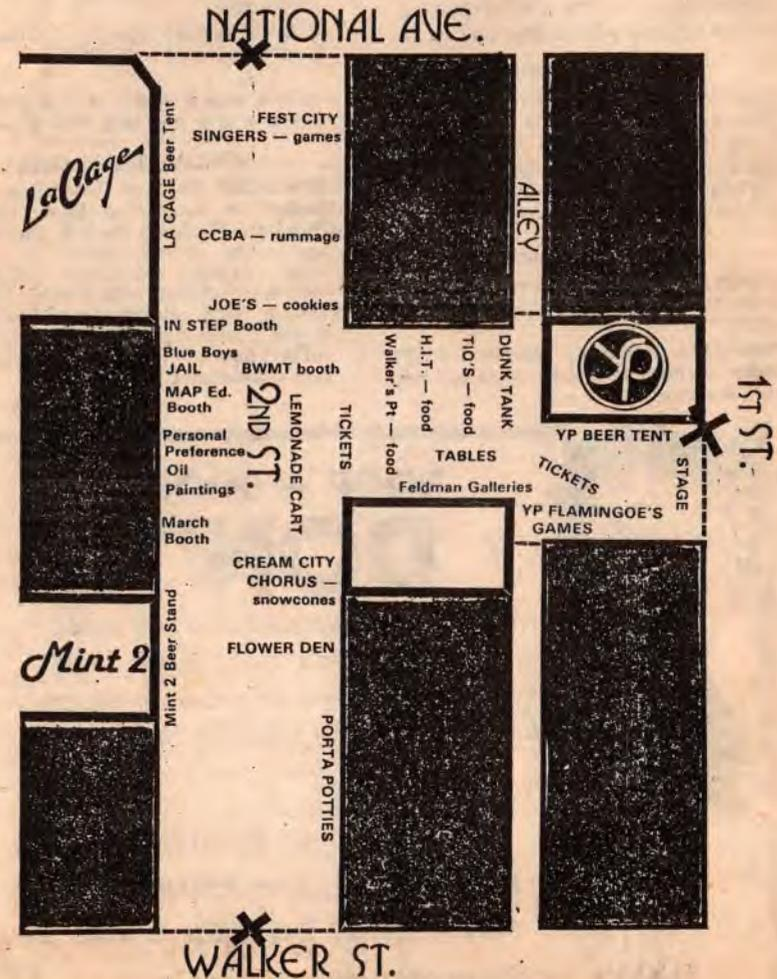 NATIONAL AVE.
La Cage
LA CAGE Beer Tent
FEST CITY
SINGERS — games
ALLEY
CCBA — rummage
JOE'S — cookies
IN STEP Booth
Blue Boys
JAIL
BWMT booth
MAP Ed.
Booth
2ND ST.
LEMONADE CART
TICKETS
Walker's Pt — food
H.I.T. — food
TIO'S — food
DUNK TANK
yp
1ST ST.
YP BEER TENT
Personal
Preference
Oil
Paintings
TABLES
TICKETS
STAGE
Feldman Galleries
YP FLAMINGOE'S
GAMES
March
Booth
CREAM CITY
CHORUS —
snowcones
Mint 2
Mint 2 Beer Stand
FLOWER DEN
PORTA POTTIES
WALKER ST.